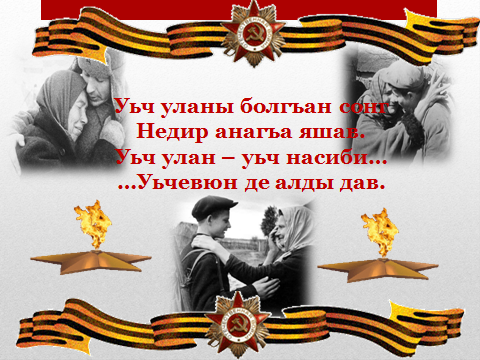 Уьч уланы болгъан сонг
Недир анагъа яшав.
Уьч улан – уьч насиби...
...Уьчевюн де алды дав.